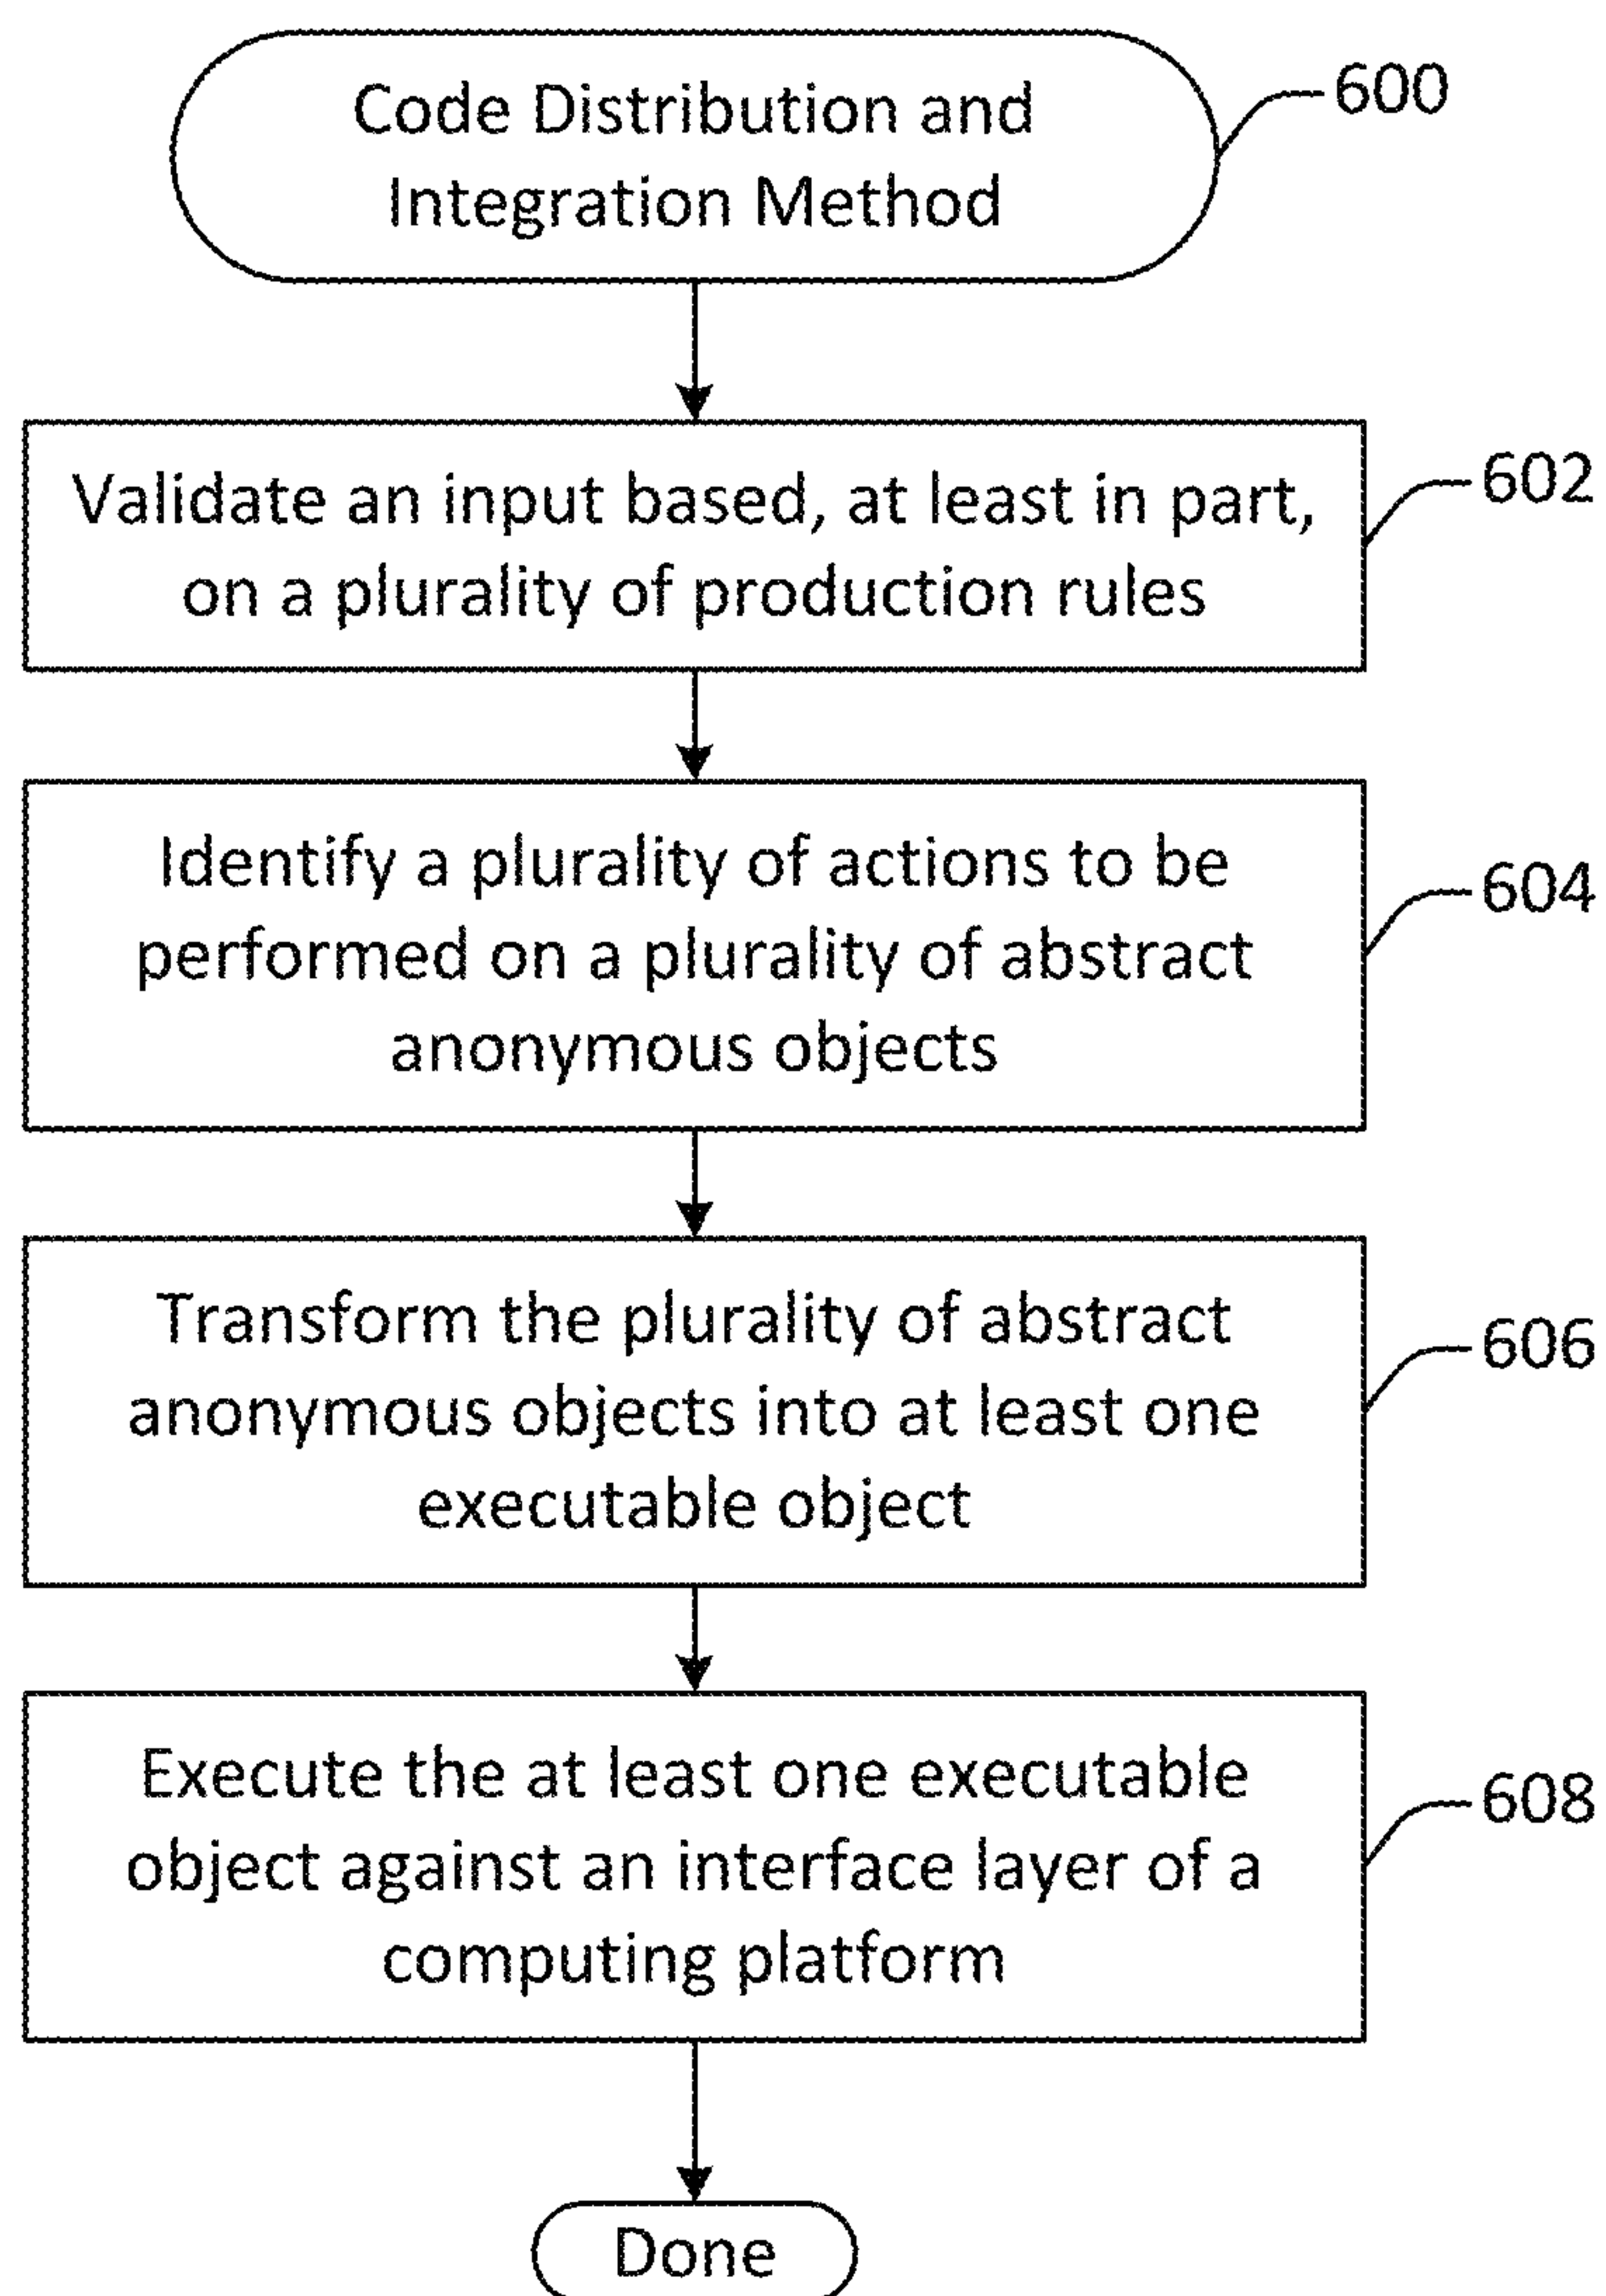 Code Distribution and
Integration Method
600
Validate an input based, at least in part,
on a plurality of production rules
602
Identify a plurality of actions to be
performed on a plurality of abstract
anonymous objects
604
Transform the plurality of abstract
anonymous objects into at least one
executable object
606
Execute the at least one executable
object against an interface layer of a
computing platform
608
Done